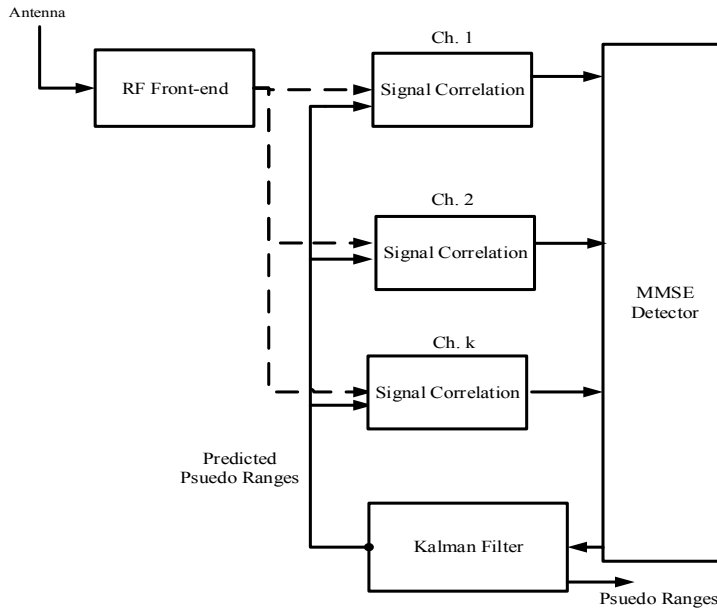 Antenna
RF Front-end
Ch. 1
Signal Correlation
Ch. 2
Signal Correlation
MMSE
Detector
Ch. k
Signal Correlation
Predicted
Psuedo Ranges
Kalman Filter
Psuedo Ranges